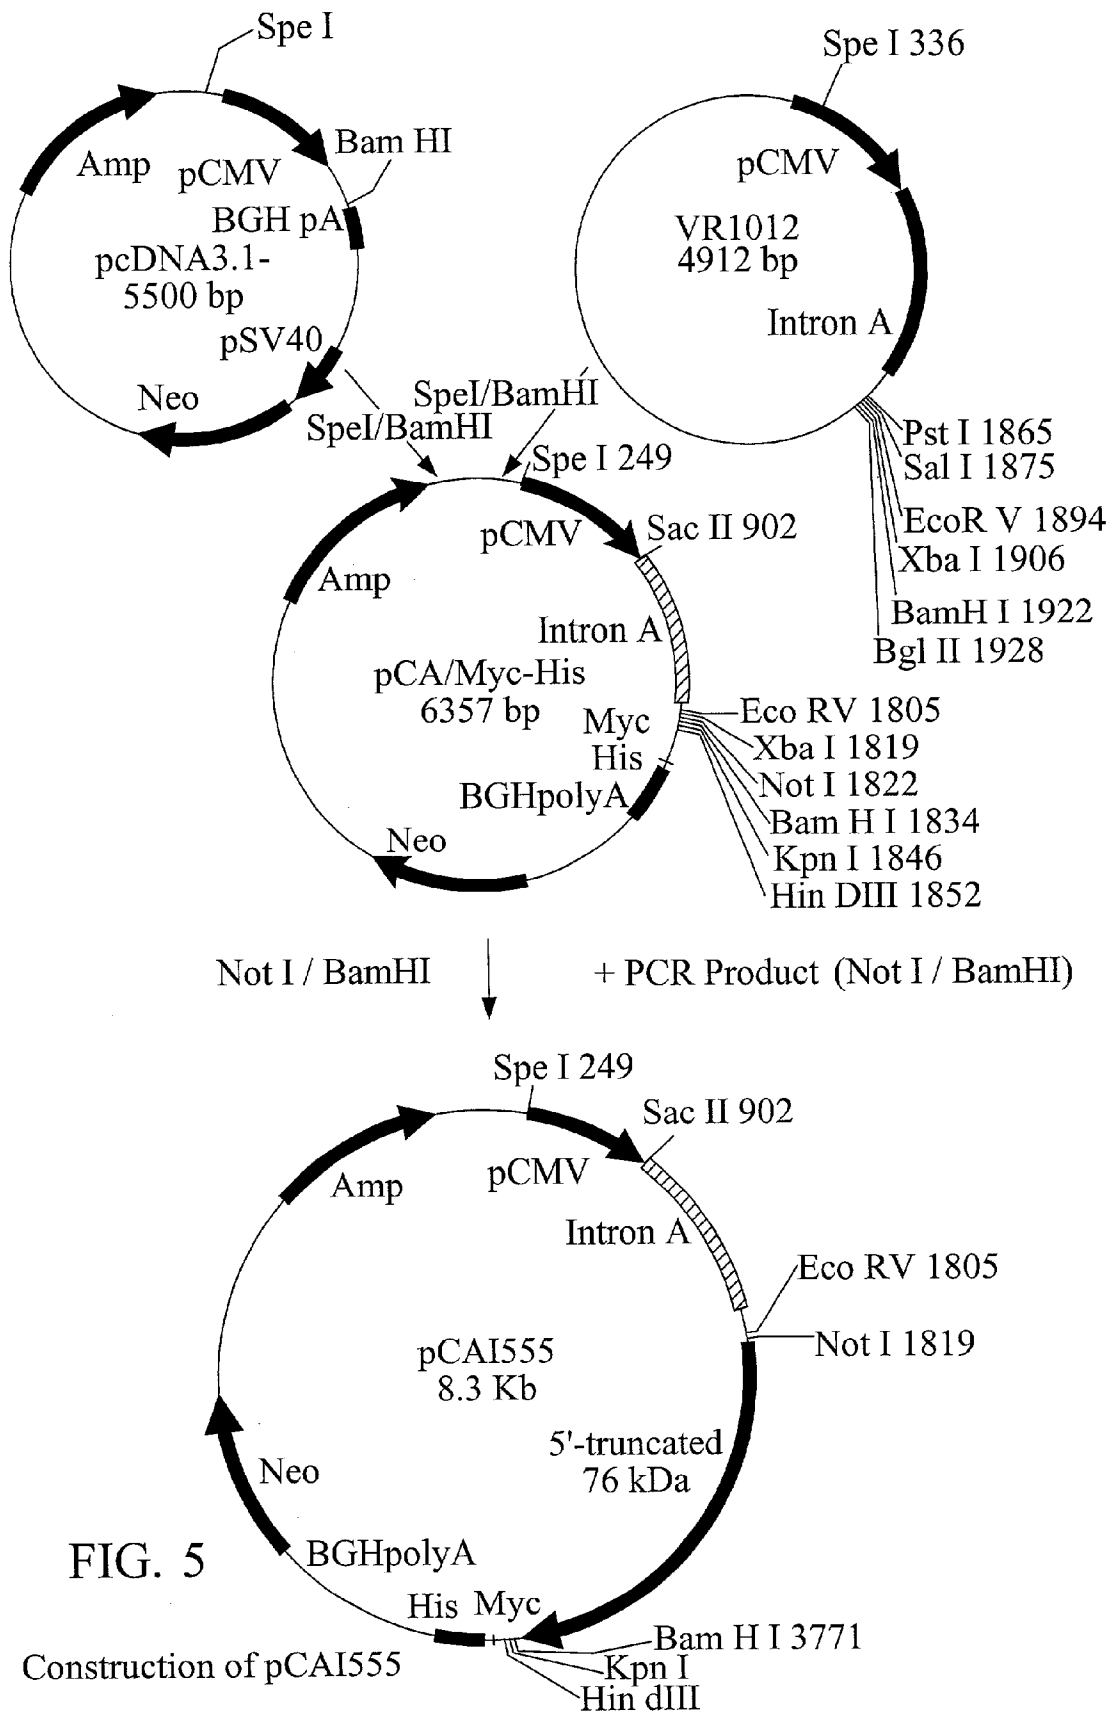 Spe I
Amp
pCMV
Bam HI
BGH pA
pcDNA3.1-
5500 bp
pSV40
Neo
SpeI/BamHI
Spe I 336
pCMV
VR1012
4912 bp
Intron A
SpeI/BamHI
Pst I 1865
Sal I 1875
EcoR V 1894
Xba I 1906
BamH I 1922
Bgl II 1928
Spe I 249
pCMV
Sac II 902
Amp
Intron A
pCA/Myc-His
6357 bp
Myc
His
BGHpolyA
Neo
Eco RV 1805
Xba I 1819
Not I 1822
Bam H I 1834
Kpn I 1846
Hin DIII 1852
Not I / BamHI
+ PCR Product (Not I / BamHI)
Spe I 249
Sac II 902
Amp
pCMV
Intron A
Eco RV 1805
Not I 1819
pCAI555
8.3 Kb
5'-truncated
76 kDa
Neo
BGHpolyA
His Myc
Bam H I 3771
Kpn I
Hin dIII
FIG. 5
Construction of pCAI555